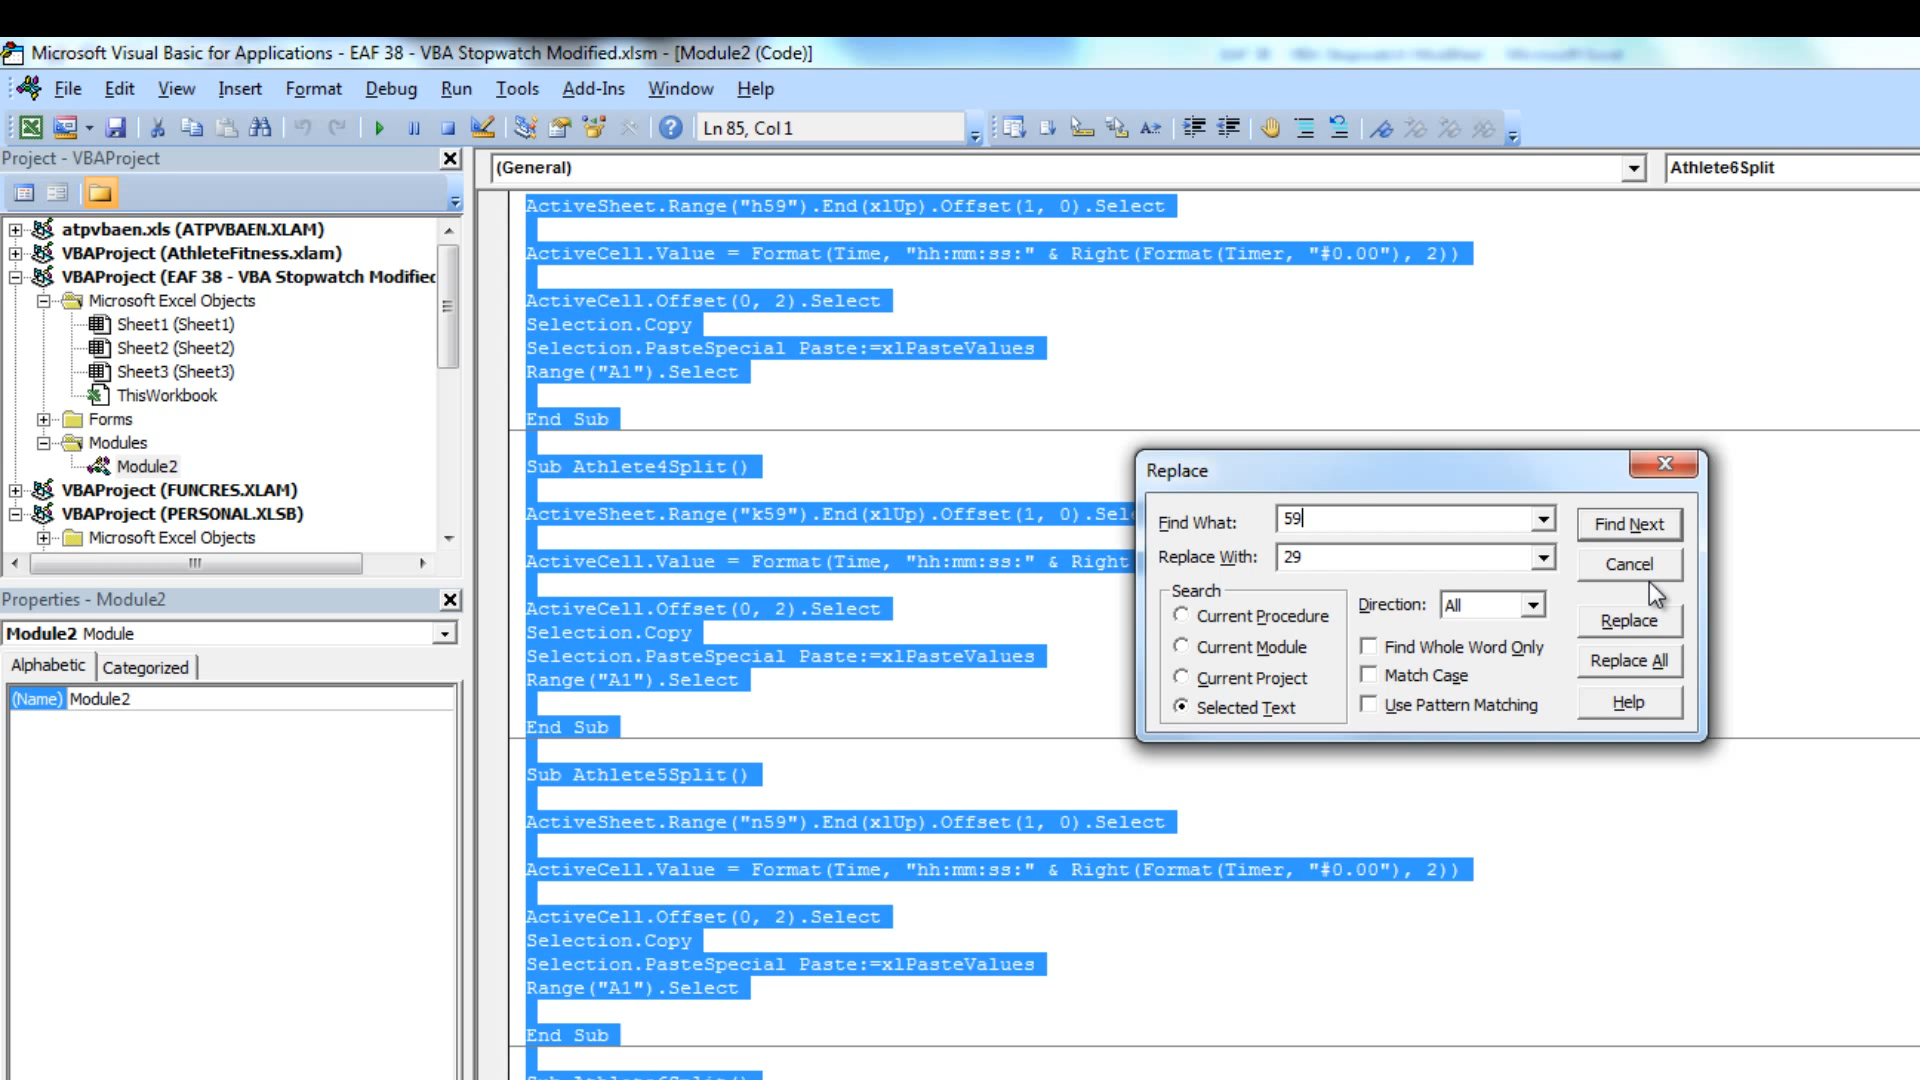 Microsoft Visual Basic for Applications - EAF 38 - VBA Stopwatch Modified.xlsm - [Module2 (Code)]
File Edit View Insert Format Debug Run Tools Add-Ins Window Help
Ln 85, Col 1
Project - VBAProject
atpvbaen.xls (ATPVBAEN.XLAM)
VBAProject (AthleteFitness.xlam)
VBAProject (EAF 38 - VBA Stopwatch Modified
Microsoft Excel Objects
Sheet1 (Sheet1)
Sheet2 (Sheet2)
Sheet3 (Sheet3)
ThisWorkbook
Forms
Modules
Module2
VBAProject (FUNCRES.XLAM)
VBAProject (PERSONAL.XLSB)
Microsoft Excel Objects
Properties - Module2
Module2 Module
Alphabetic Categorized
(Name) Module2
(General) Athlete6Split
ActiveSheet.Range("h59").End(xlUp).Offset(1, 0).Select
ActiveCell.Value = Format(Time, "hh:mm:ss:" & Right(Format(Timer, "#0.00"), 2))
ActiveCell.Offset(0, 2).Select
Selection.Copy
Selection.PasteSpecial Paste:=xlPasteValues
Range("A1").Select
End Sub
Sub Athlete4Split()
ActiveSheet.Range("k59").End(xlUp).Offset(1, 0).Sele
ActiveCell.Value = Format(Time, "hh:mm:ss:" & Right
ActiveCell.Offset(0, 2).Select
Selection.Copy
Selection.PasteSpecial Paste:=xlPasteValues
Range("A1").Select
End Sub
Sub Athlete5Split()
ActiveSheet.Range("n59").End(xlUp).Offset(1, 0).Select
ActiveCell.Value = Format(Time, "hh:mm:ss:" & Right(Format(Timer, "#0.00"), 2))
ActiveCell.Offset(0, 2).Select
Selection.Copy
Selection.PasteSpecial Paste:=xlPasteValues
Range("A1").Select
End Sub
Sub Athlete6Split()
Replace
Find What: 59
Replace With: 29
Search
Current Procedure
Current Module
Current Project
Selected Text
Direction: All
Find Whole Word Only
Match Case
Use Pattern Matching
Find Next
Cancel
Replace
Replace All
Help